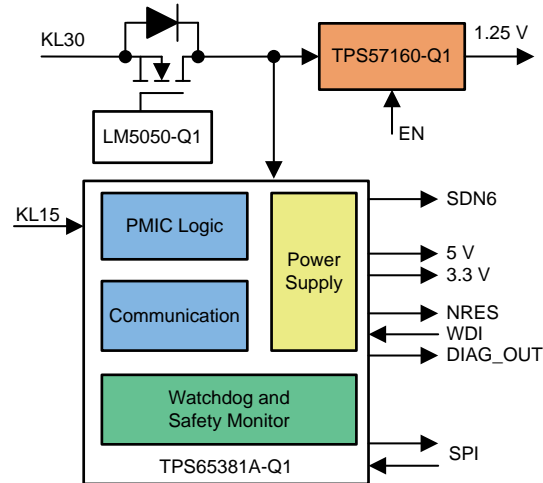 KL30
TPS57160-Q1
1.25 V
LM5050-Q1
EN
KL15
PMIC Logic
Power
Supply
SDN6
5 V
3.3 V
Communication
NRES
WDI
DIAG_OUT
Watchdog and
Safety Monitor
SPI
TPS65381A-Q1